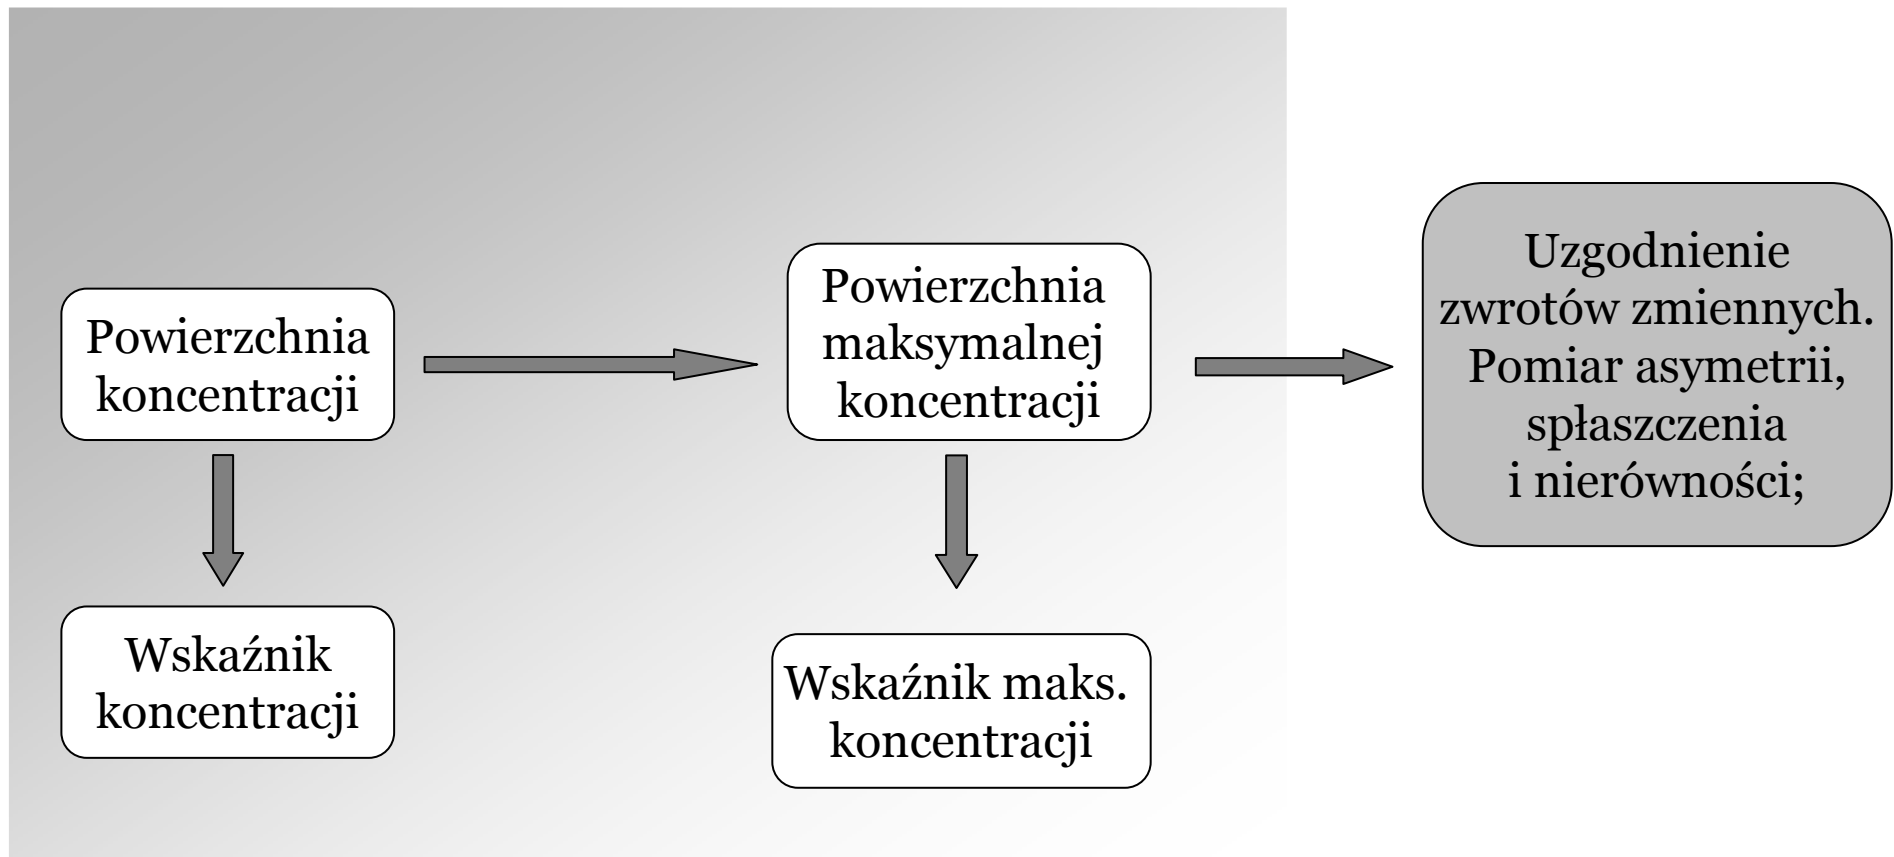 Powierzchnia
koncentracji
Powierzchnia
maksymalnej
koncentracji
Uzgodnienie
zwrotów zmiennych.
Pomiar asymetrii,
spłaszczenia
i nierówności;
Wskaźnik
koncentracji
Wskaźnik maks.
koncentracji